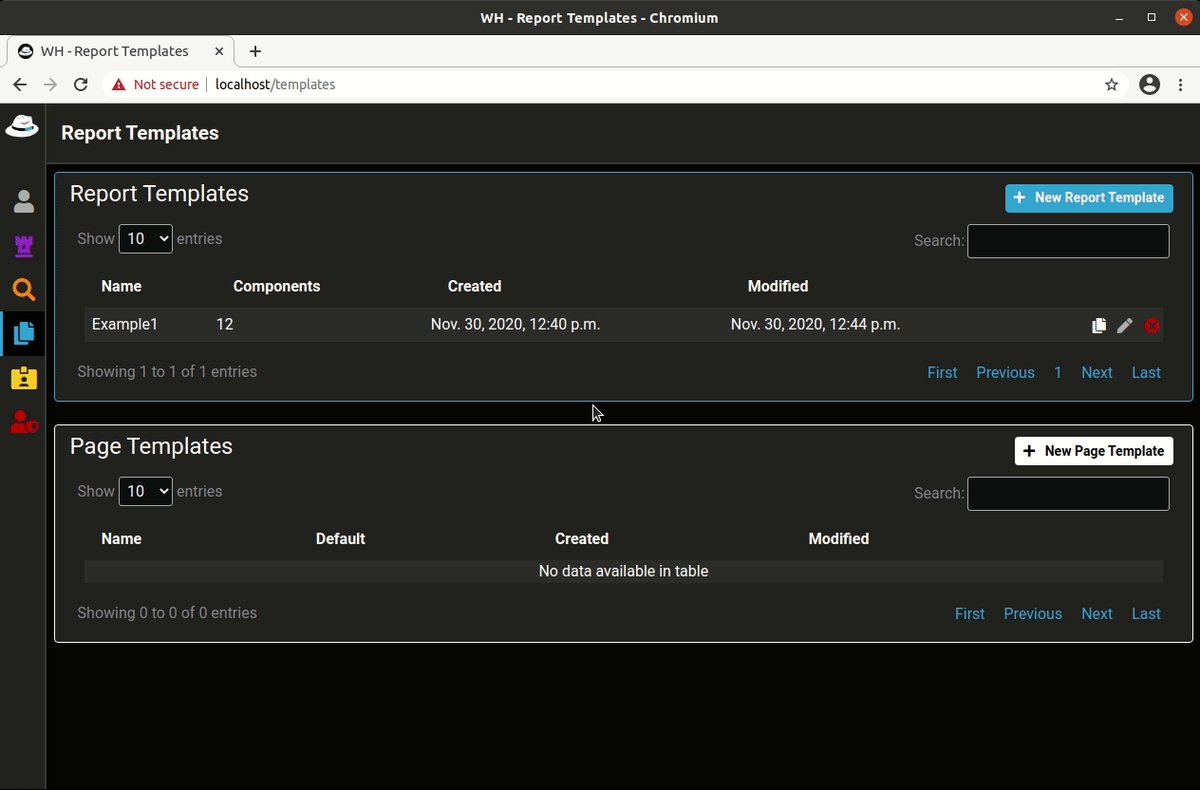 WH - Report Templates - Chromium
WH - Report Templates
Not secure localhost/templates
Report Templates
Report Templates
New Report Template
Show 10 entries Search:
Name Components Created Modified
Example1 12 Nov. 30, 2020, 12:40 p.m. Nov. 30, 2020, 12:44 p.m.
Showing 1 to 1 of 1 entries First Previous 1 Next Last
Page Templates
New Page Template
Show 10 entries Search:
Name Default Created Modified
No data available in table
Showing 0 to 0 of 0 entries First Previous Next Last